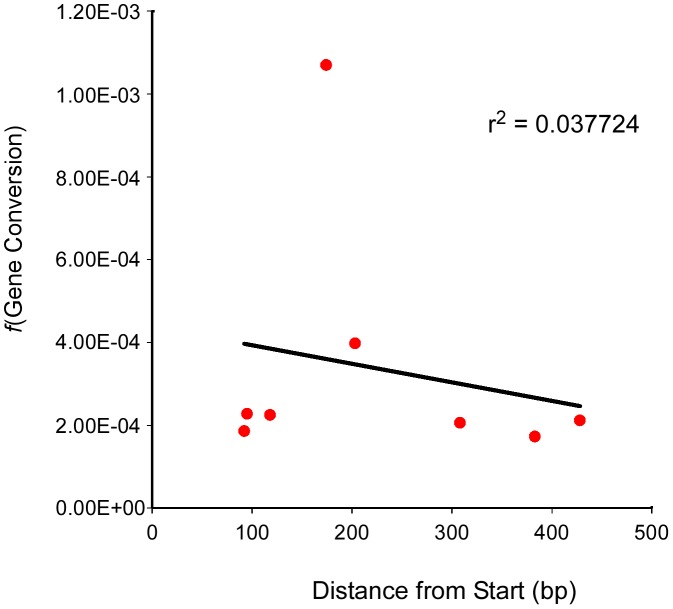 1.20E-03
1.00E-03
8.00E-04
6.00E-04
4.00E-04
2.00E-04
0.00E+00
f(Gene Conversion)
r2 = 0.037724
0 100 200 300 400 500
Distance from Start (bp)